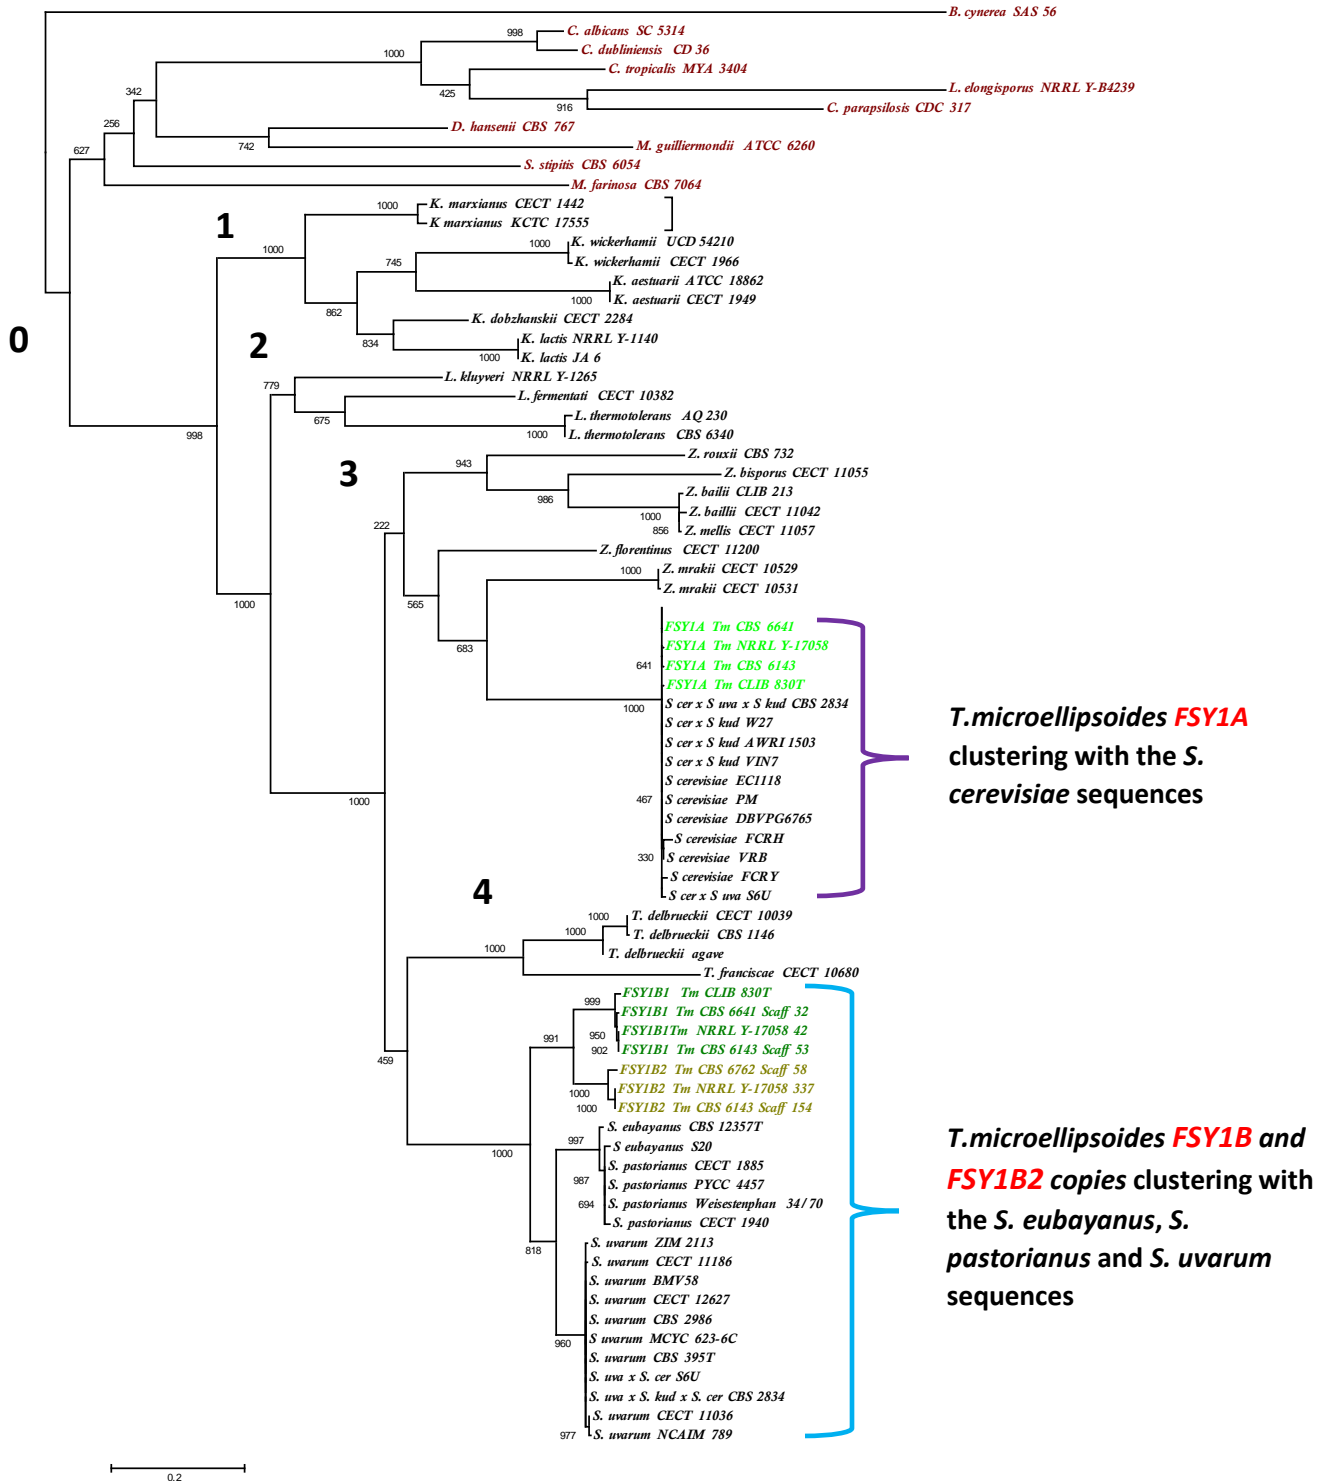 B. cynerea SAS 56
998
C. albicans SC 5314
1000
C. dubliniensis CD 36
C. tropicalis MYA 3404
342
425
L. elongisporus NRRL Y-B4239
916
C. parapsilosis CDC 317
256
D. hansenii CBS 767
742
M. guilliermondii ATCC 6260
627
S. stipitis CBS 6054
M. farinosa CBS 7064
1
1000
K. marxianus CECT 1442
K marxianus KCTC 17555
1000
1000
K. wickerhamii UCD 54210
745
K. wickerhamii CECT 1966
K. aestuarii ATCC 18862
1000
K. aestuarii CECT 1949
862
K. dobzhanskii CECT 2284
0
2
834
K. lactis NRRL Y-1140
1000
K. lactis JA 6
779
L. kluyveri NRRL Y-1265
L. fermentati CECT 10382
675
L. thermotolerans AQ 230
998
1000
L. thermotolerans CBS 6340
3
943
Z. rouxii CBS 732
Z. bisporus CECT 11055
986
Z. bailii CLIB 213
1000
Z. baillii CECT 11042
222
856
Z. mellis CECT 11057
Z. florentinus CECT 11200
1000
Z. mrakii CECT 10529
Z. mrakii CECT 10531
1000
565
FSY1A Tm CBS 6641
683
FSY1A Tm NRRL Y-17058
641
FSY1A Tm CBS 6143
FSY1A Tm CLIB 830T
1000
S cer x S uva x S kud CBS 2834
S cer x S kud W27
S cer x S kud AWRI 1503
S cer x S kud VIN7
S cerevisiae EC1118
1000
467
S cerevisiae PM
S cerevisiae DBVPG6765
S cerevisiae FCRH
330
S cerevisiae VRB
S cerevisiae FCRY
S cer x S uva S6U
T.microellipsoides FSY1A
clustering with the S.
cerevisiae sequences
4
1000
T. delbrueckii CECT 10039
1000
T. delbrueckii CBS 1146
1000
T. delbrueckii agave
T. franciscae CECT 10680
FSY1B1 Tm CLIB 830T
999
FSY1B1 Tm CBS 6641 Scaff 32
950
FSY1B1Tm NRRL Y-17058 42
991
902
FSY1B1 Tm CBS 6143 Scaff 53
459
FSY1B2 Tm CBS 6762 Scaff 58
1000
FSY1B2 Tm NRRL Y-17058 337
1000
FSY1B2 Tm CBS 6143 Scaff 154
S. eubayanus CBS 12357T
997
1000
S eubayanus S20
S. pastorianus CECT 1885
987
S. pastorianus PYCC 4457
694
S. pastorianus Weisestenphan 34/70
S. pastorianus CECT 1940
818
S. uvarum ZIM 2113
S. uvarum CECT 11186
S. uvarum BMV58
S. uvarum CECT 12627
S. uvarum CBS 2986
960
S uvarum MCYC 623-6C
S. uvarum CBS 395T
S. uva x S. cer S6U
S. uva x S. kud x S. cer CBS 2834
S. uvarum CECT 11036
977
S. uvarum NCAIM 789
T.microellipsoides FSY1B and
FSY1B2 copies clustering with
the S. eubayanus, S.
pastorianus and S. uvarum
sequences
0.2